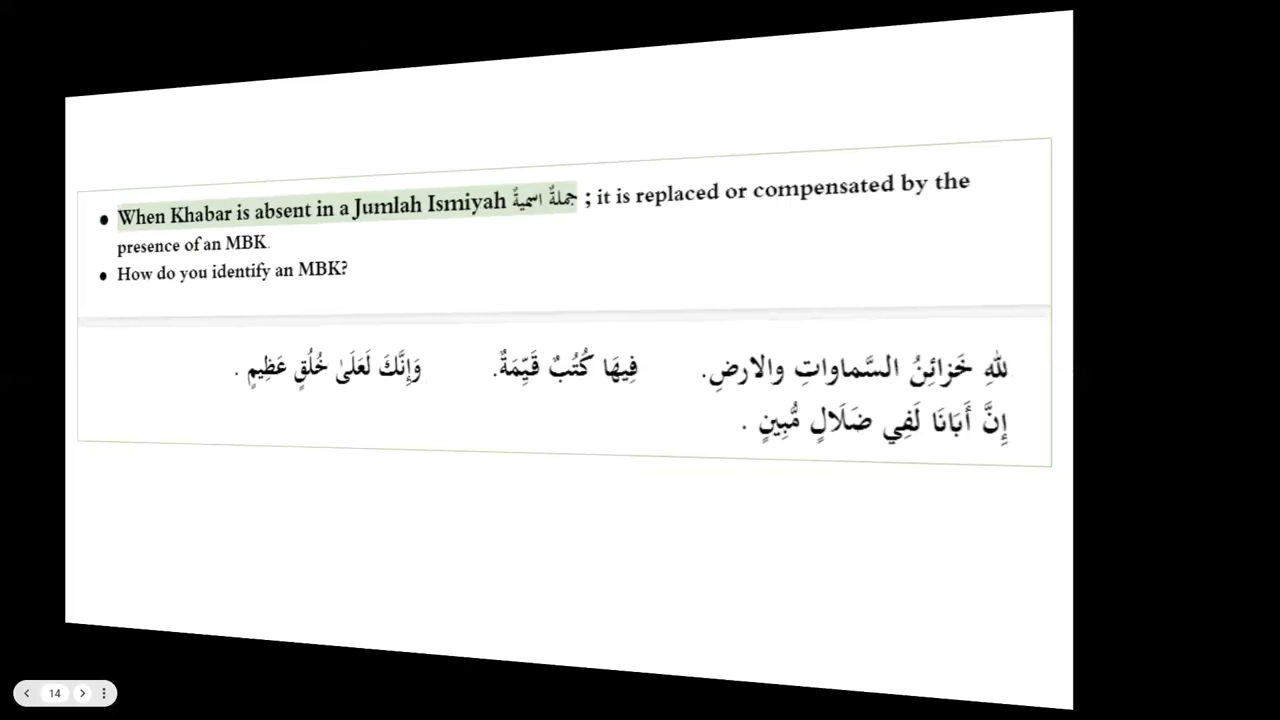 ● When Khabar is absent in a Jumlah Ismiyah جملةٌ اسميةٌ ; it is replaced or compensated by the
presence of an MBK.
● How do you identify an MBK?
للهِ خَزائِنُ السَّماواتِ والارضِ. فِيهَا كُتُبٌ قَيِّمَةٌ. وَإِنَّكَ لَعَلَىٰ خُلُقٍ عَظِيمٍ .
إِنَّ أَبَانَا لَفِي ضَلَالٍ مُّبِينٍ .
14